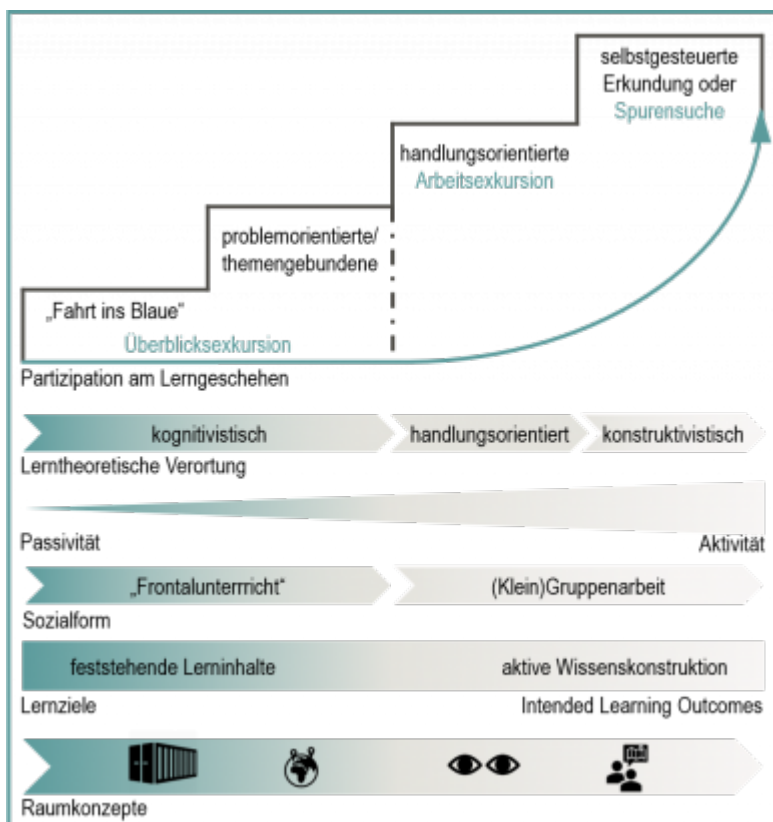 selbstgesteuerte
Erkundung oder
Spurensuche
handlungsorientierte
Arbeitsexkursion
problemorientierte/
themengebundene
„Fahrt ins Blaue“
Überblicksexkursion
Partizipation am Lerngeschehen
kognitivistisch handlungsorientiert konstruktivistisch
Lerntheoretische Verortung
Passivität Aktivität
„Frontalunterrricht“ (Klein)Gruppenarbeit
Sozialform
feststehende Lerninhalte aktive Wissenskonstruktion
Lernziele Intended Learning Outcomes
Raumkonzepte